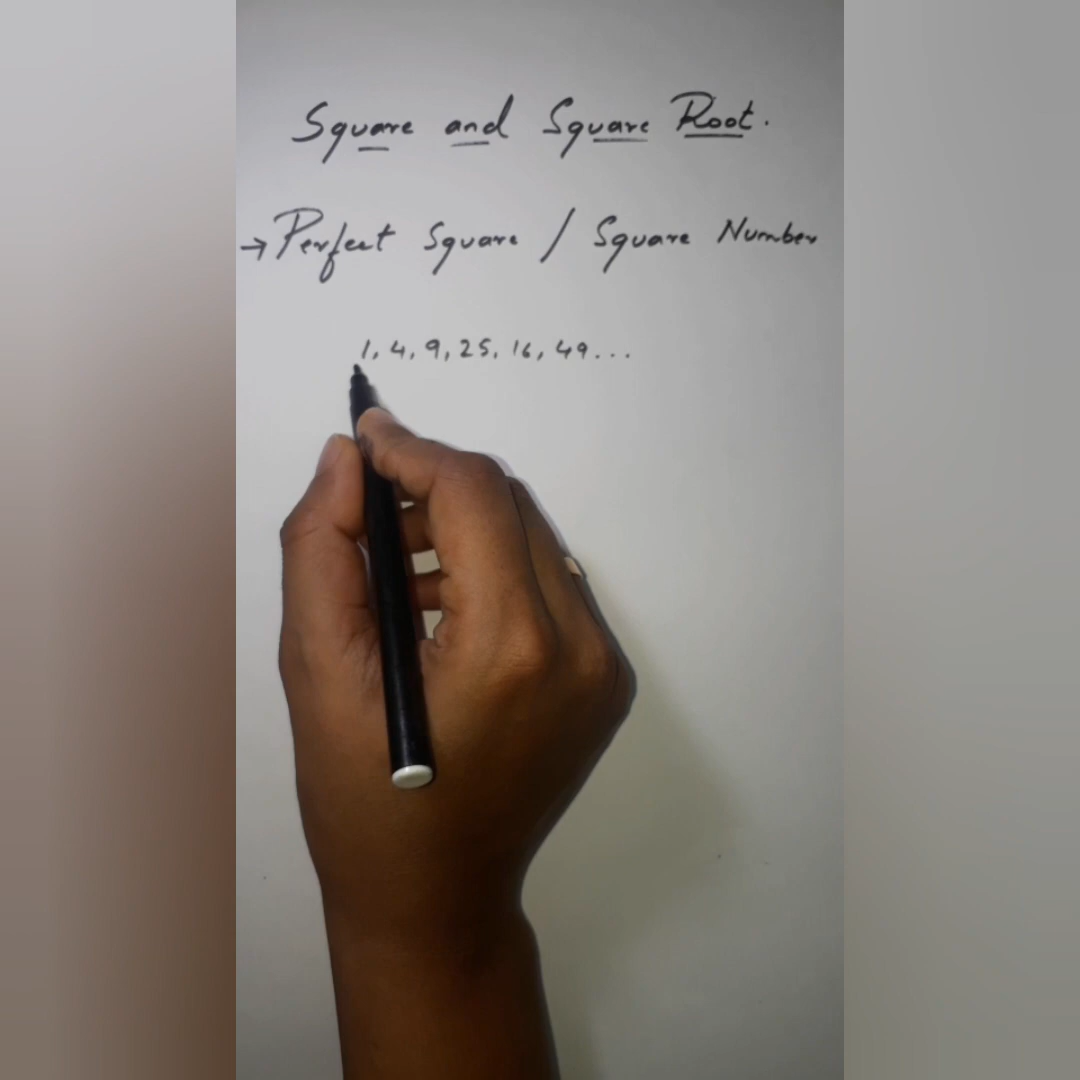 Square and Square Root.
→ Perfect Square / Square Number
1, 4, 9, 25, 16, 49...